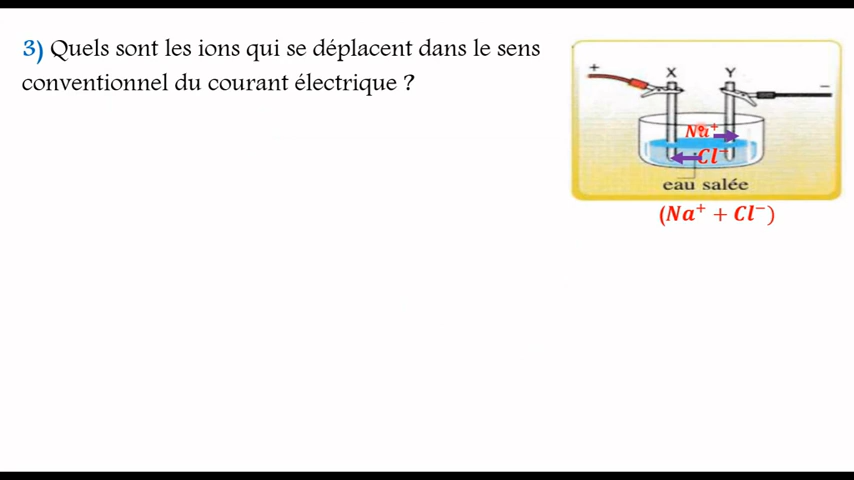 3) Quels sont les ions qui se déplacent dans le sens
conventionnel du courant électrique ?
+ X Y −
Na⁺
Cl⁻
eau salée
(Na⁺ + Cl⁻)